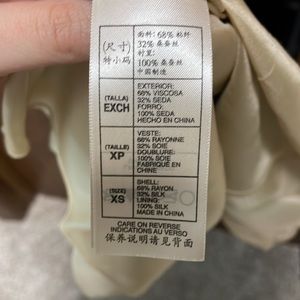 (尺寸)
特小码
面料: 68% 粘纤
32% 桑蚕丝
衬里:
100% 桑蚕丝
中国制造
(TALLA)
EXCH
EXTERIOR:
68% VISCOSA
32% SEDA
FORRO:
100% SEDA
HECHO EN CHINA
(TAILLE)
XP
VESTE:
68% RAYONNE
32% SOIE
DOUBLURE:
100% SOIE
FABRIQUÉ EN
CHINE
(SIZE)
XS
SHELL:
68% RAYON
32% SILK
LINING:
100% SILK
MADE IN CHINA
CARE ON REVERSE
INDICATIONS AU VERSO
保养说明请见背面